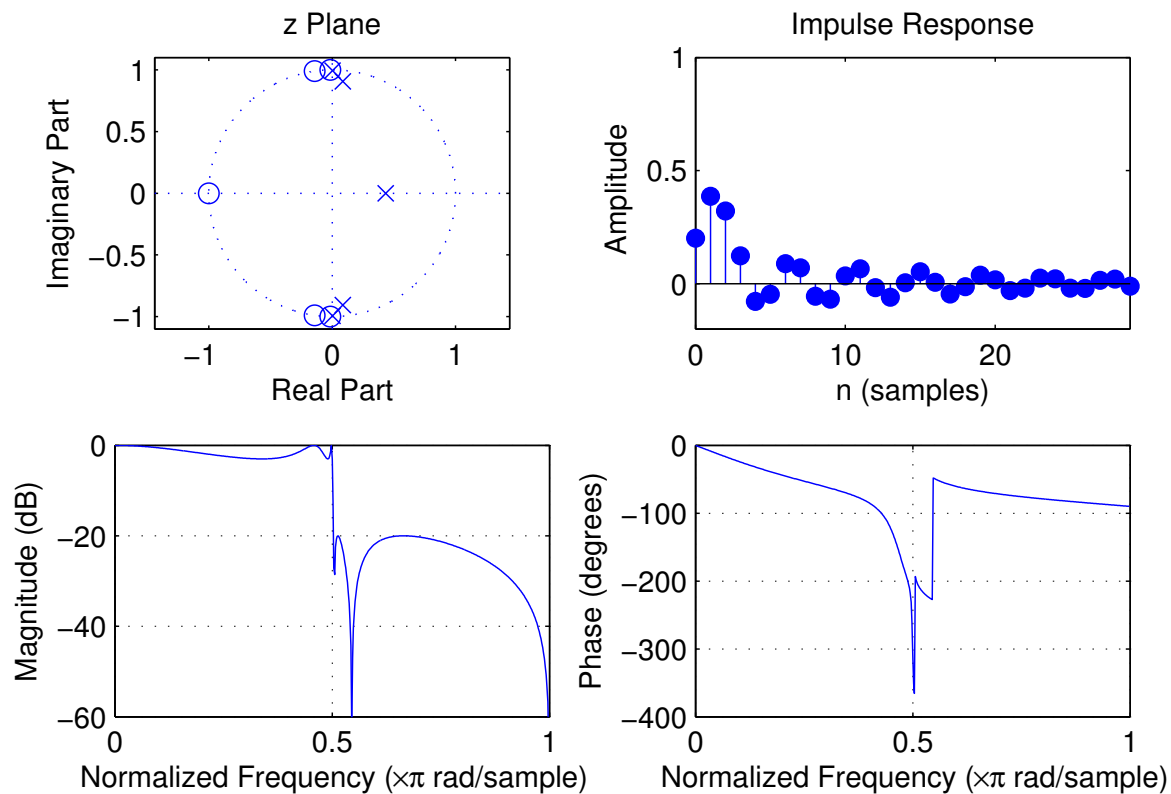 z Plane
Imaginary Part
1
0.5
0
−0.5
−1
−1
0
1
Real Part
Impulse Response
Amplitude
1
0.5
0
0
10
20
n (samples)
Magnitude (dB)
0
−20
−40
−60
0
0.5
1
Normalized Frequency (×π rad/sample)
Phase (degrees)
0
−100
−200
−300
−400
0
0.5
1
Normalized Frequency (×π rad/sample)